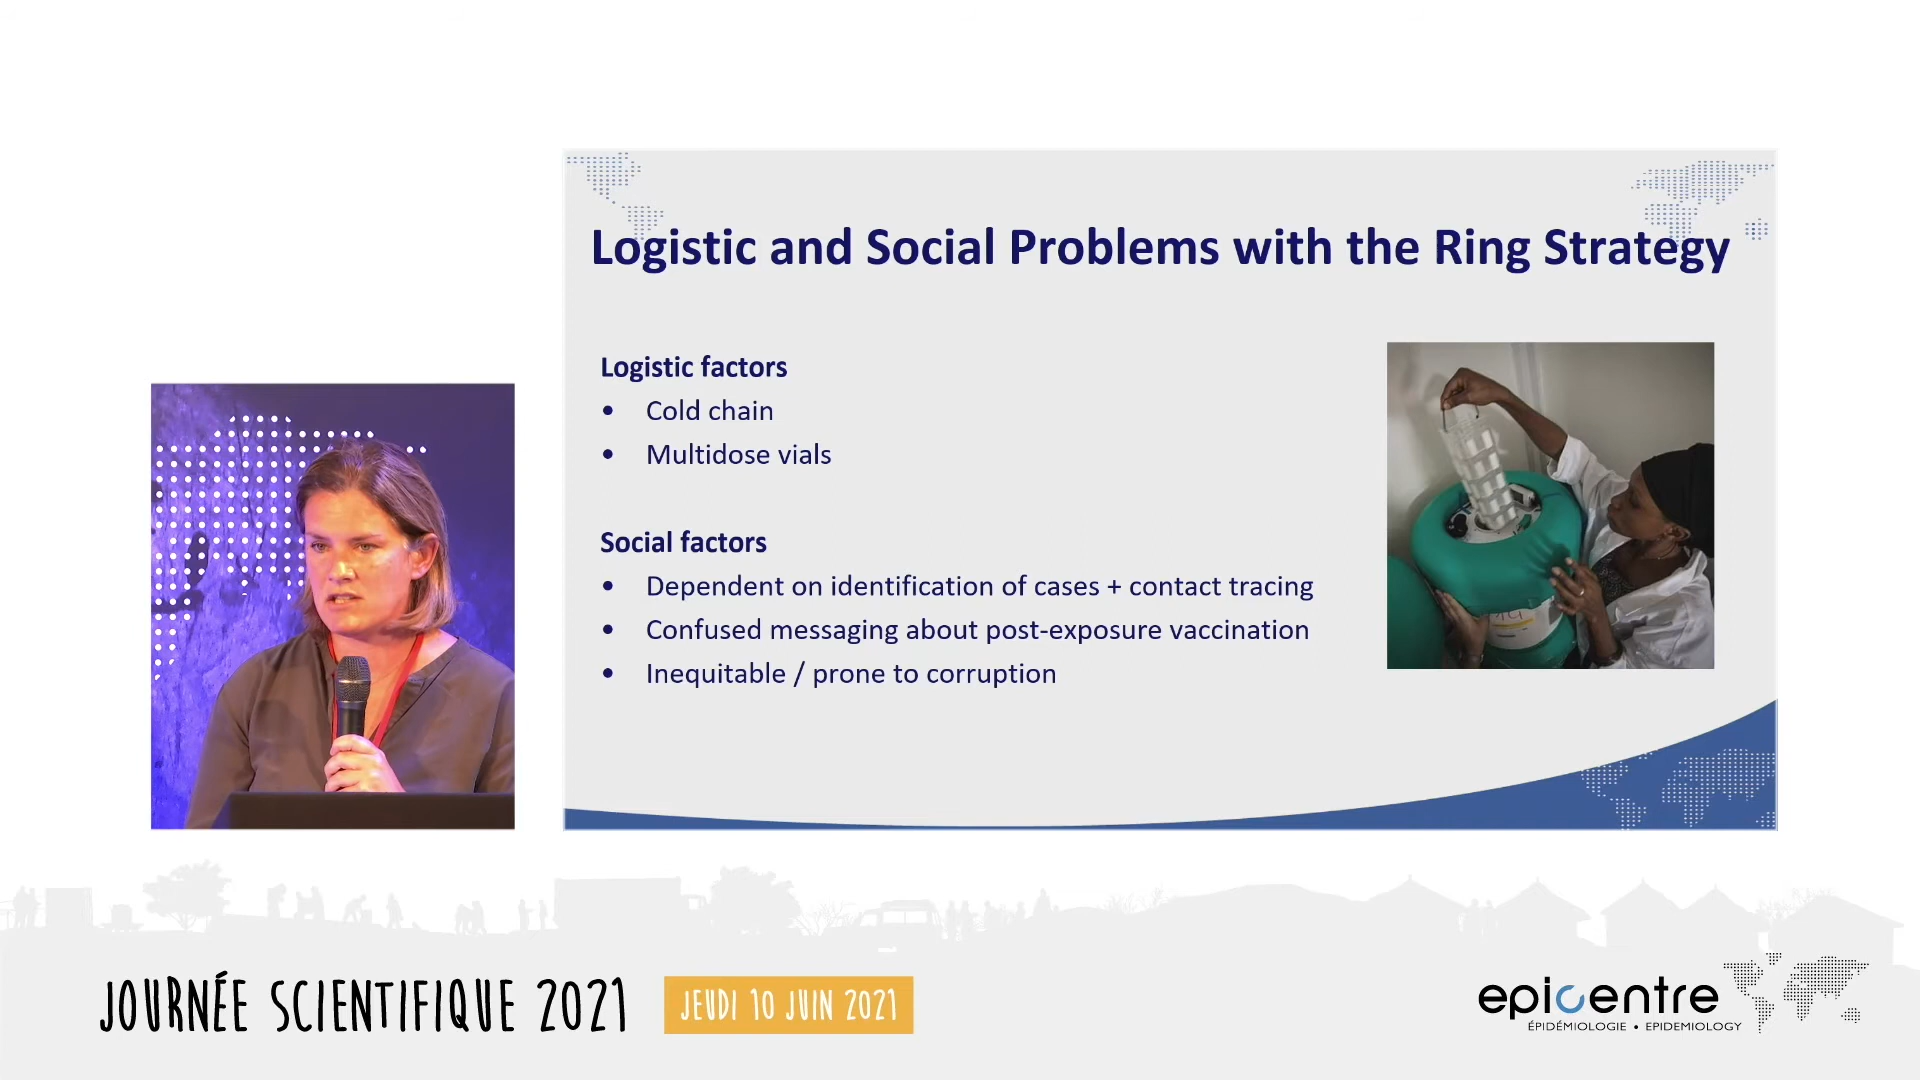 Logistic and Social Problems with the Ring Strategy
Logistic factors
• Cold chain
• Multidose vials
Social factors
• Dependent on identification of cases + contact tracing
• Confused messaging about post-exposure vaccination
• Inequitable / prone to corruption
JOURNÉE SCIENTIFIQUE 2021
JEUDI 10 JUIN 2021
epicentre
ÉPIDÉMIOLOGIE • EPIDEMIOLOGY